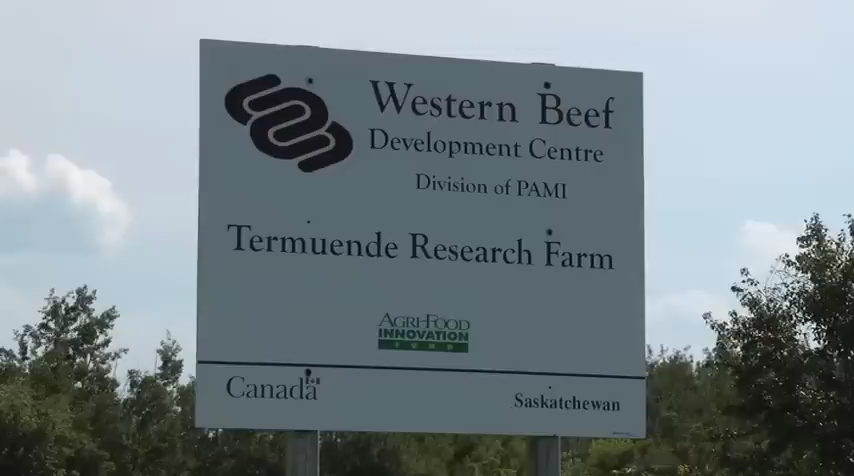 Western Beef
Development Centre
Division of PAMI
Termuende Research Farm
AGRI-FOOD
INNOVATION
FUND
Canada
Saskatchewan